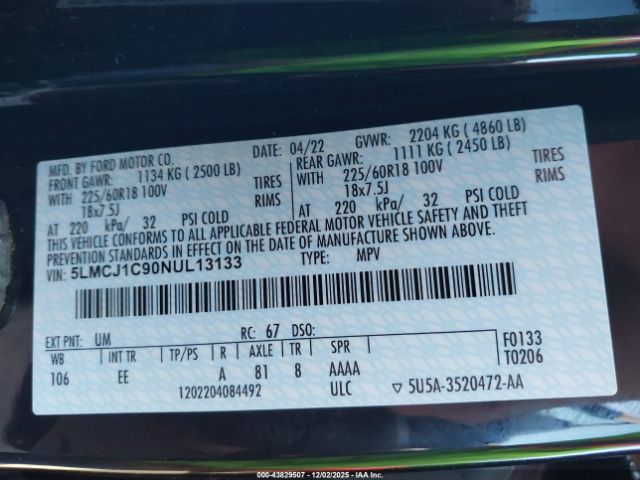 MFD. BY FORD MOTOR CO.
DATE: 04/22 GVWR: 2204 KG ( 4860 LB)
FRONT GAWR: 1134 KG ( 2500 LB) REAR GAWR: 1111 KG ( 2450 LB)
WITH 225/60R18 100V TIRES WITH 225/60R18 100V TIRES
18x7.5J RIMS 18x7.5J RIMS
AT 220 kPa/ 32 PSI COLD AT 220 kPa/ 32 PSI COLD
THIS VEHICLE CONFORMS TO ALL APPLICABLE FEDERAL MOTOR VEHICLE SAFETY AND THEFT
PREVENTION STANDARDS IN EFFECT ON THE DATE OF MANUFACTURE SHOWN ABOVE.
VIN: 5LMCJ1C90NUL13133 TYPE: MPV
EXT PNT: UM RC: 67 DSO:
WB INT TR TP/PS R AXLE TR SPR F0133
106 EE A 81 8 AAAA T0206
1202204084492 ULC ▽ 5U5A-3520472-AA
000-43829507 - 12/02/2025 - IAAI.COM